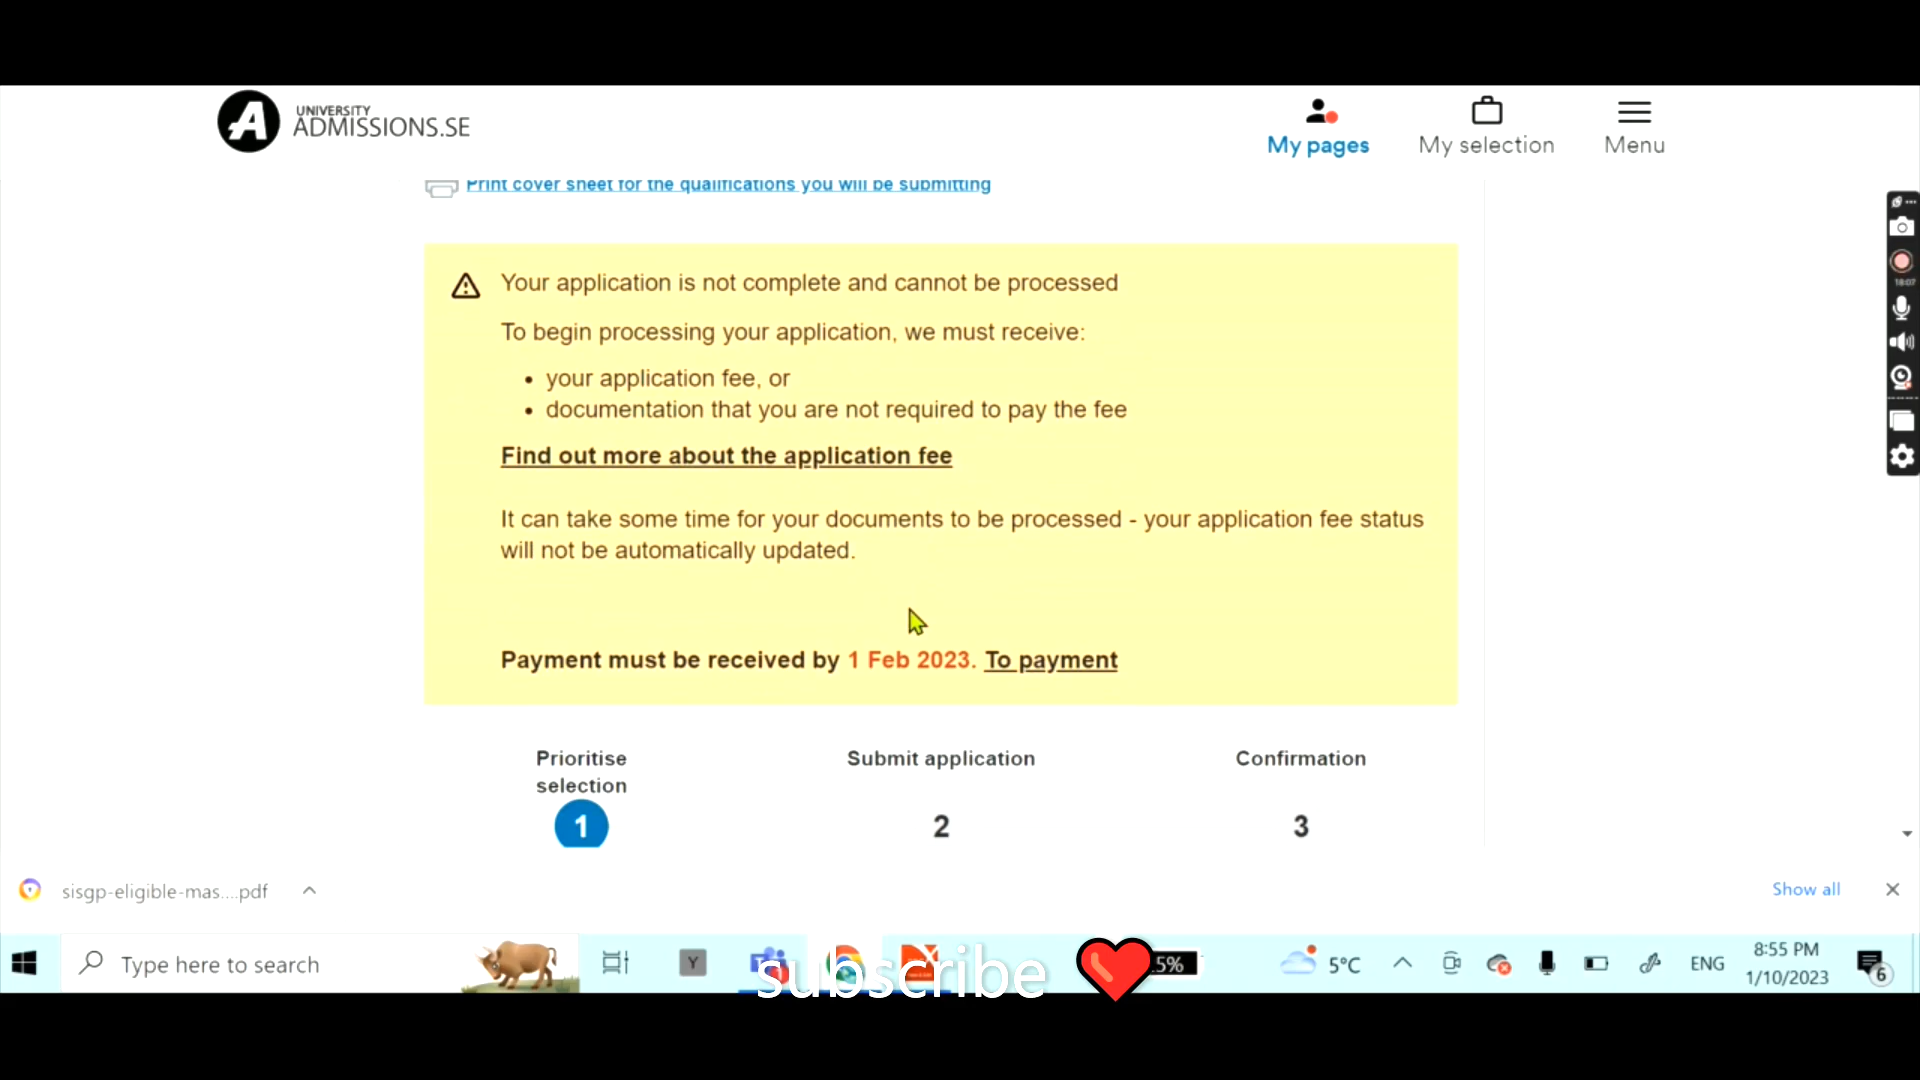 UNIVERSITY
ADMISSIONS.SE
My pages
My selection
Menu
Print cover sheet for the qualifications you will be submitting
18:07
Your application is not complete and cannot be processed
To begin processing your application, we must receive:
• your application fee, or
• documentation that you are not required to pay the fee
Find out more about the application fee
It can take some time for your documents to be processed - your application fee status
will not be automatically updated.
Payment must be received by 1 Feb 2023. To payment
Prioritise
selection
Submit application
Confirmation
1
2
3
sisgp-eligible-mas....pdf
Show all
Type here to search
Y
subscribe
5%
5°C
ENG
8:55 PM
1/10/2023
6